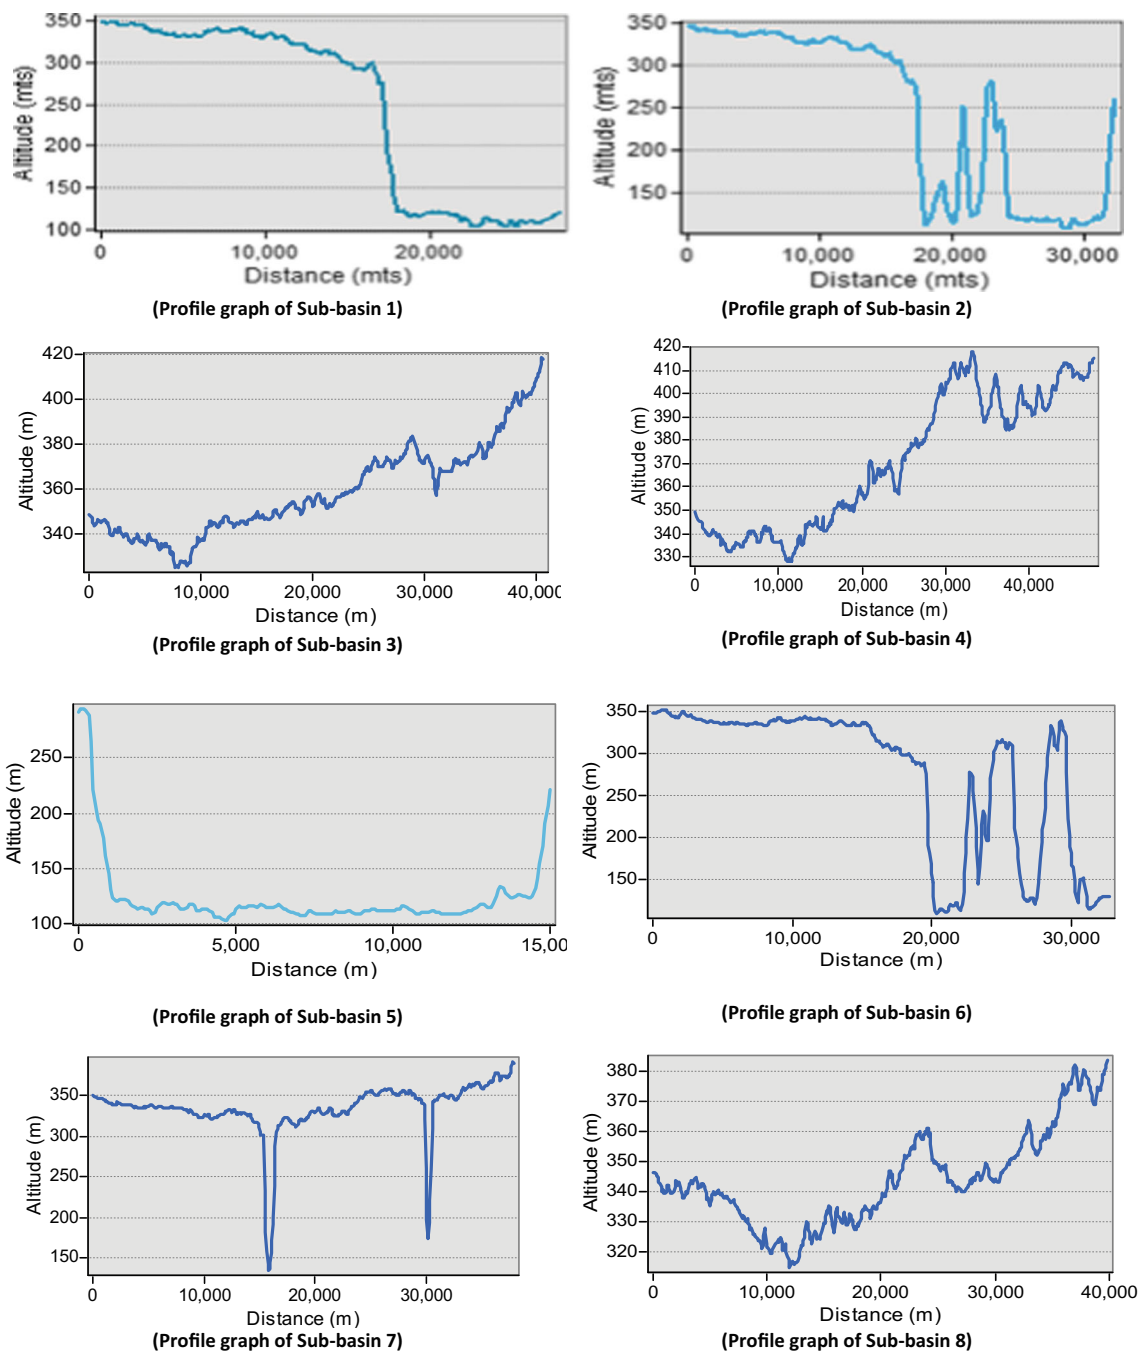 350
300
250
200
150
100
Altitude (mts)
0 10,000 20,000
Distance (mts)
(Profile graph of Sub-basin 1)
350
300
250
200
150
Altitude (mts)
0 10,000 20,000 30,000
Distance (mts)
(Profile graph of Sub-basin 2)
420
400
380
360
340
Altitude (m)
0 10,000 20,000 30,000 40,000
Distance (m)
(Profile graph of Sub-basin 3)
420
410
400
390
380
370
360
350
340
330
Altitude (m)
0 10,000 20,000 30,000 40,000
Distance (m)
(Profile graph of Sub-basin 4)
250
200
150
100
Altitude (m)
0 5,000 10,000 15,00
Distance (m)
(Profile graph of Sub-basin 5)
350
300
250
200
150
Altitude (m)
0 10,000 20,000 30,000
Distance (m)
(Profile graph of Sub-basin 6)
350
300
250
200
150
Altitude (m)
0 10,000 20,000 30,000
Distance (m)
(Profile graph of Sub-basin 7)
380
370
360
350
340
330
320
Altitude (m)
0 10,000 20,000 30,000 40,000
Distance (m)
(Profile graph of Sub-basin 8)